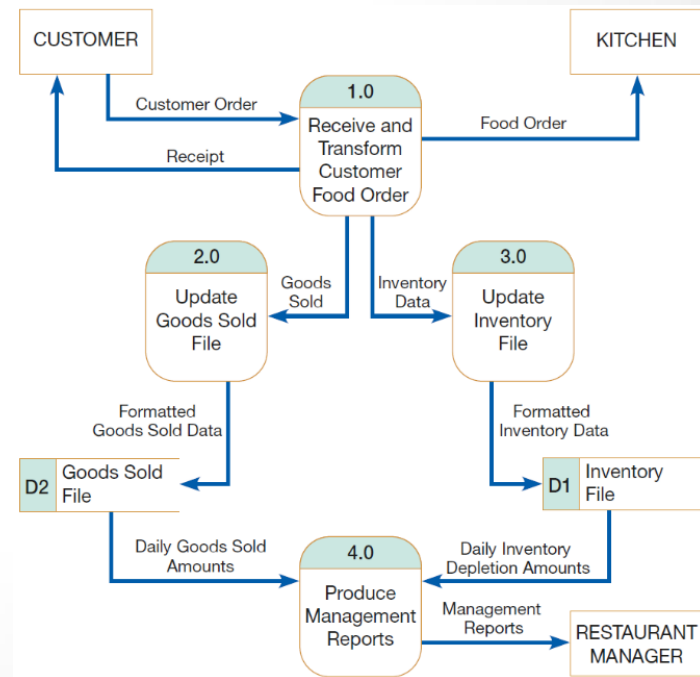 CUSTOMER
KITCHEN
Customer Order
Receipt
1.0
Receive and
Transform
Customer
Food Order
Food Order
2.0
Update
Goods Sold
File
Goods
Sold
Inventory
Data
3.0
Update
Inventory
File
Formatted
Goods Sold Data
Formatted
Inventory Data
D2
Goods Sold
File
D1
Inventory
File
Daily Goods Sold
Amounts
4.0
Produce
Management
Reports
Daily Inventory
Depletion Amounts
Management
Reports
RESTAURANT
MANAGER